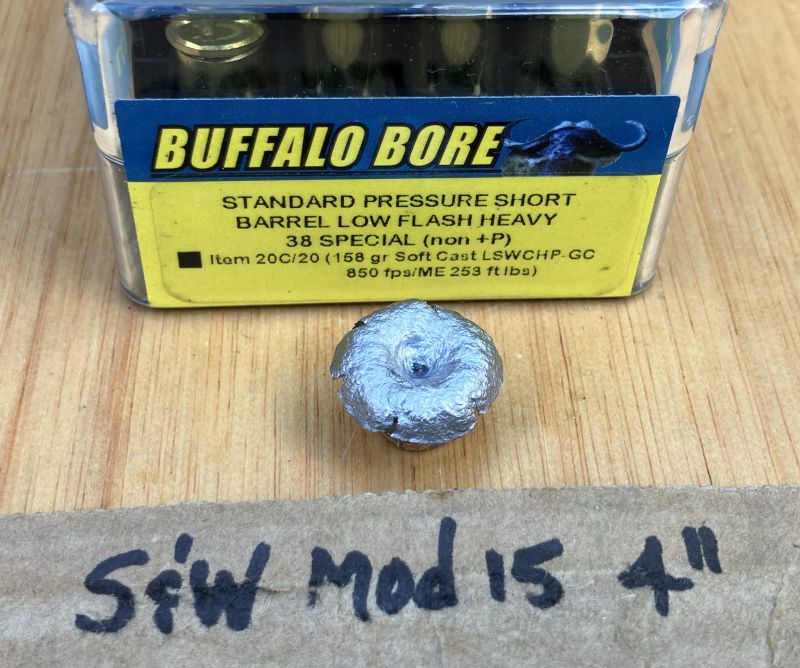 BUFFALO BORE
STANDARD PRESSURE SHORT
BARREL LOW FLASH HEAVY
38 SPECIAL (non +P)
Item 20C/20 (158 gr Soft Cast LSWCHP-GC
850 fps/ME 253 ft lbs)
S&W Mod 15 4"